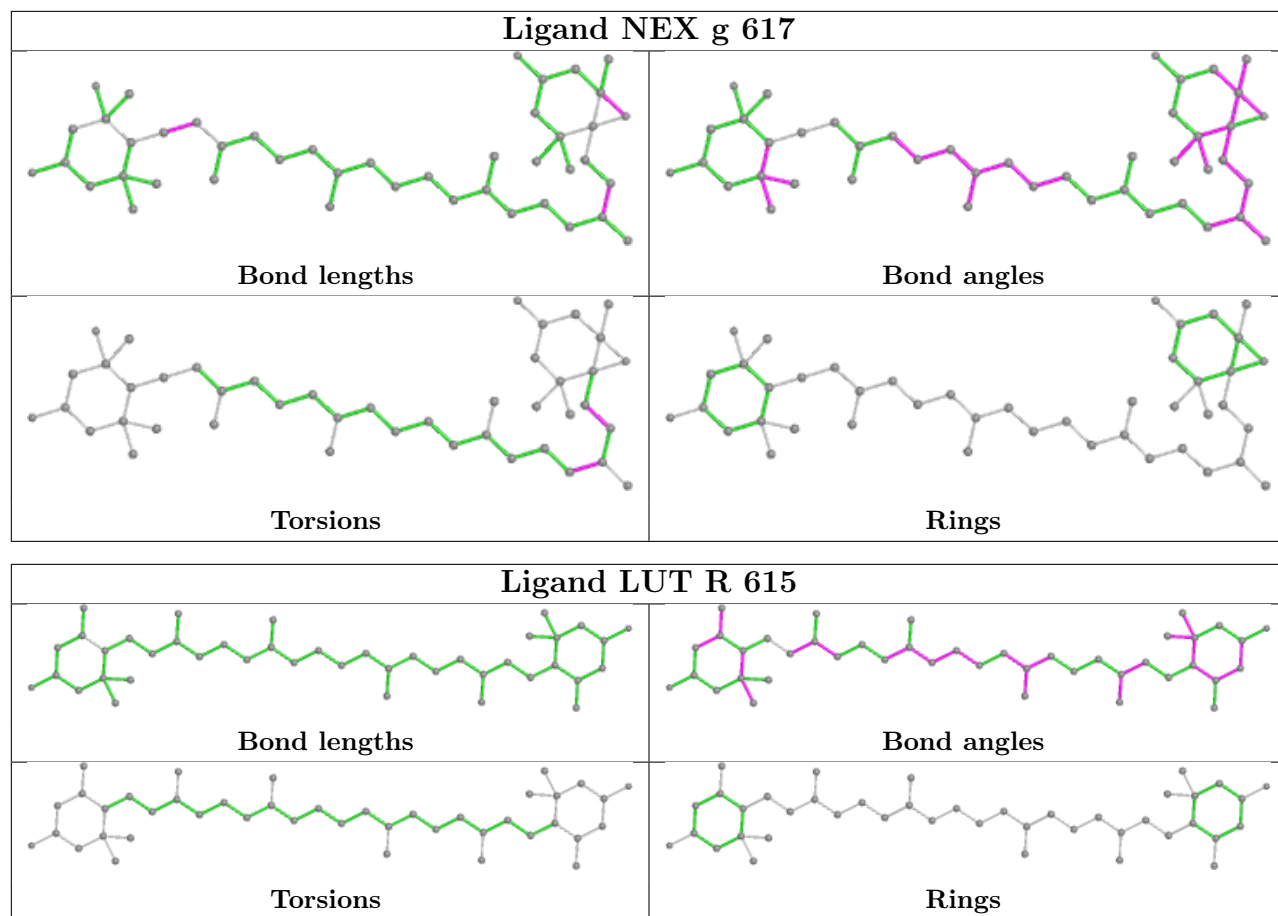 Ligand NEX g 617
Bond lengths
Bond angles
Torsions
Rings
Ligand LUT R 615
Bond lengths
Bond angles
Torsions
Rings